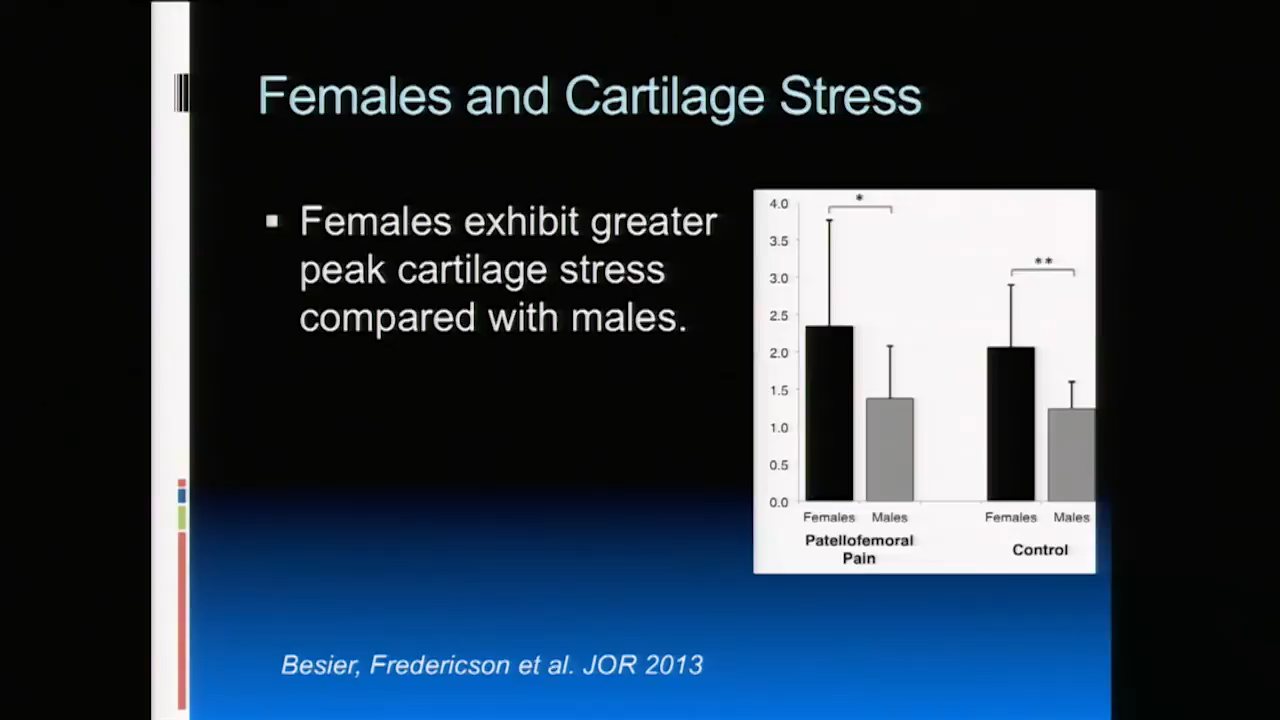 Females and Cartilage Stress
▪ Females exhibit greater
peak cartilage stress
compared with males.
4.0
3.5
3.0
2.5
2.0
1.5
1.0
0.5
0.0
*
**
Females Males Females Males
Patellofemoral
Pain
Control
Besier, Fredericson et al. JOR 2013